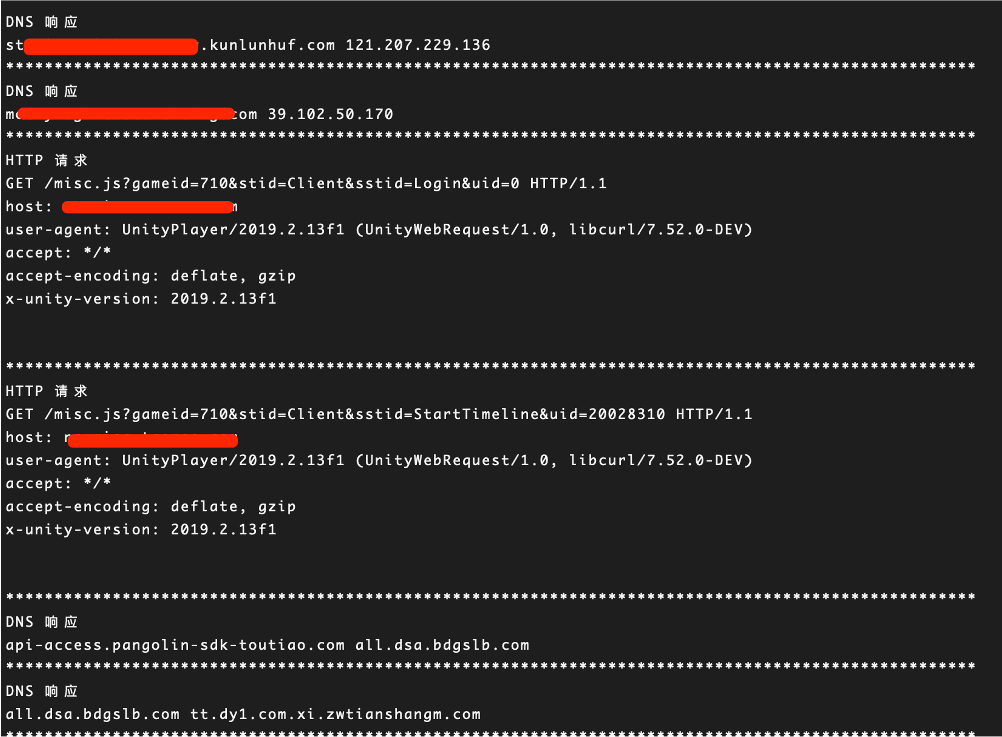 DNS 响应
.kunlunhuf.com 121.207.229.136
****************************************************************************************************
DNS 响应
com 39.102.50.170
****************************************************************************************************
HTTP 请求
GET /misc.js?gameid=710&stid=Client&sstid=Login&uid=0 HTTP/1.1
host:
user-agent: UnityPlayer/2019.2.13f1 (UnityWebRequest/1.0, libcurl/7.52.0-DEV)
accept: */*
accept-encoding: deflate, gzip
x-unity-version: 2019.2.13f1
****************************************************************************************************
HTTP 请求
GET /misc.js?gameid=710&stid=Client&sstid=StartTimeline&uid=20028310 HTTP/1.1
host:
user-agent: UnityPlayer/2019.2.13f1 (UnityWebRequest/1.0, libcurl/7.52.0-DEV)
accept: */*
accept-encoding: deflate, gzip
x-unity-version: 2019.2.13f1
****************************************************************************************************
DNS 响应
api-access.pangolin-sdk-toutiao.com all.dsa.bdgslb.com
****************************************************************************************************
DNS 响应
all.dsa.bdgslb.com tt.dy1.com.xi.zwtianshangm.com
****************************************************************************************************